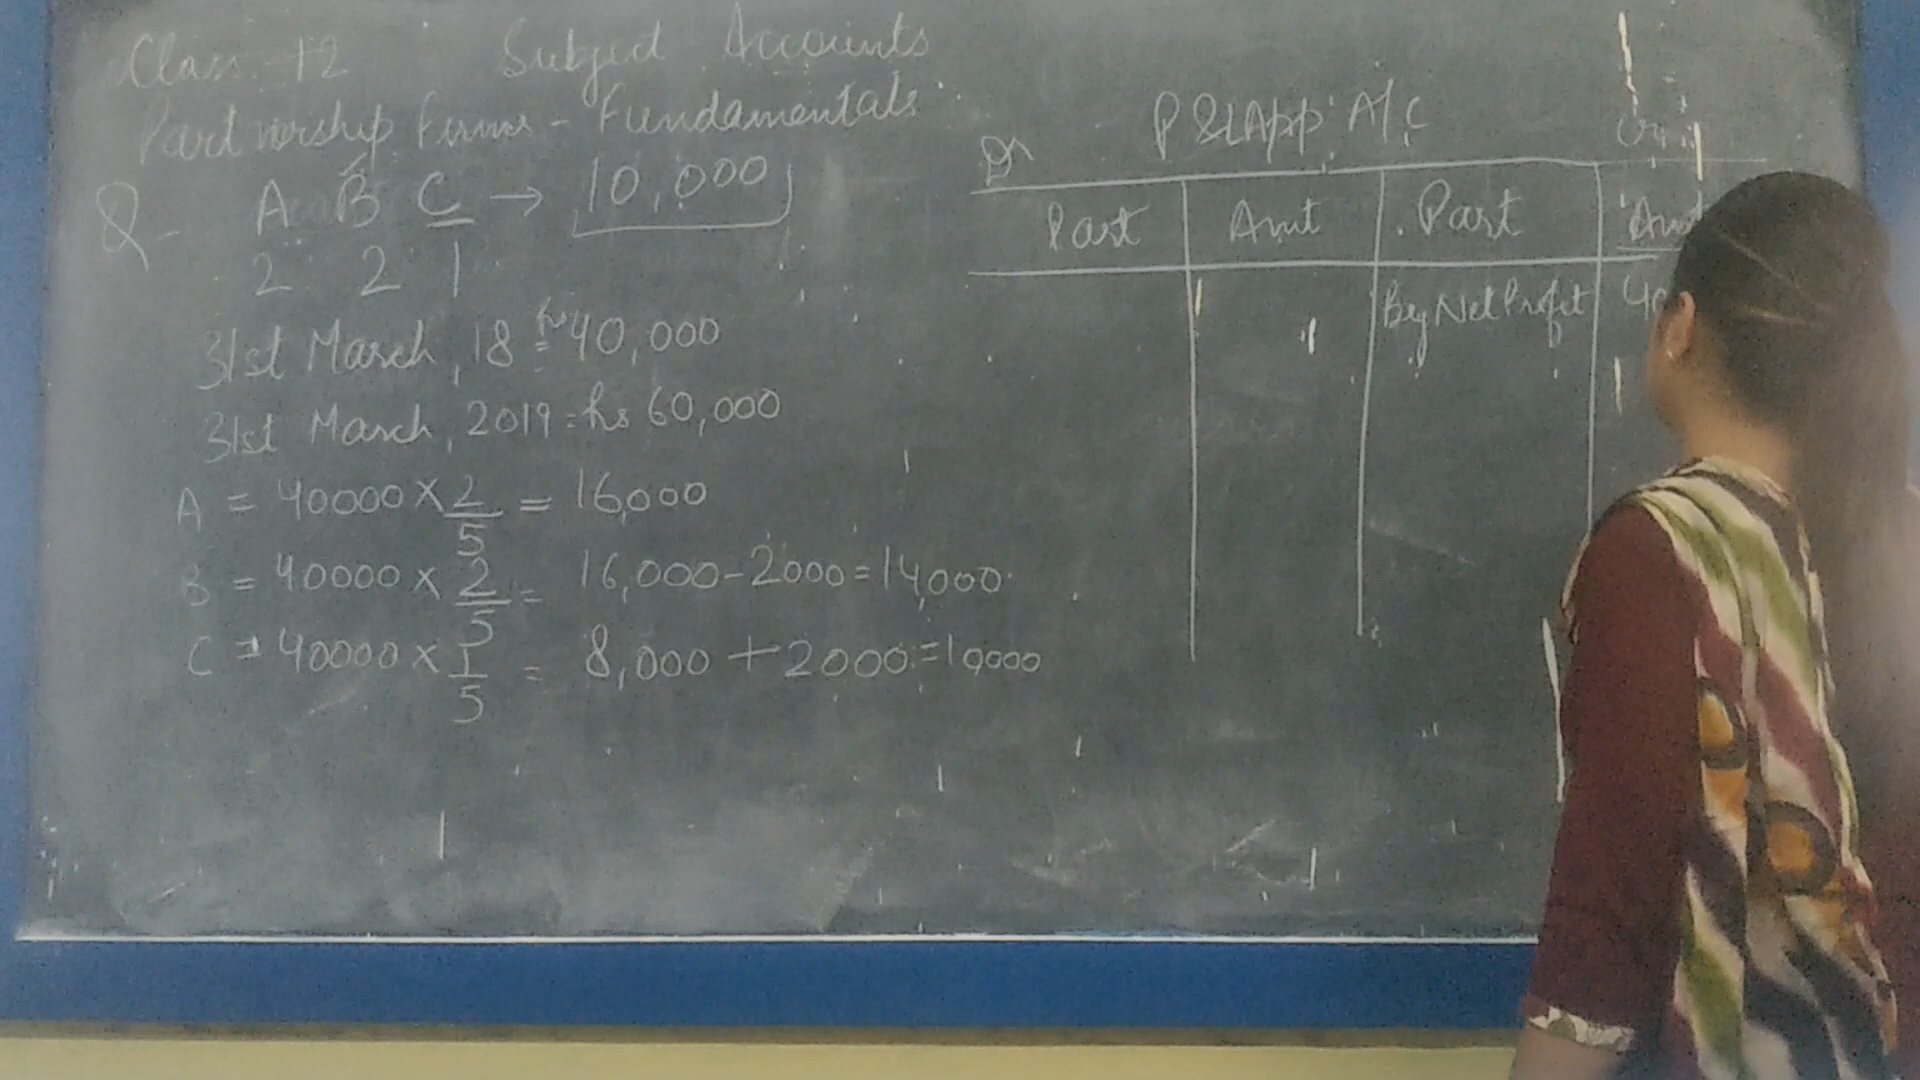 Class - 12 Subject Accounts
Partnership Firms - Fundamentals
Q - A B C → 10,000
2 2 1
31st March, 18 = 40,000
31st March, 2019 = Rs 60,000
A = 40000 × 2/5 = 16,000
B = 40000 × 2/5 = 16,000 - 2000 = 14,000
C = 40000 × 1/5 = 8,000 + 2000 = 10000
P & L App. A/C
Dr
Part Amt Part Amt
By Net Profit 40